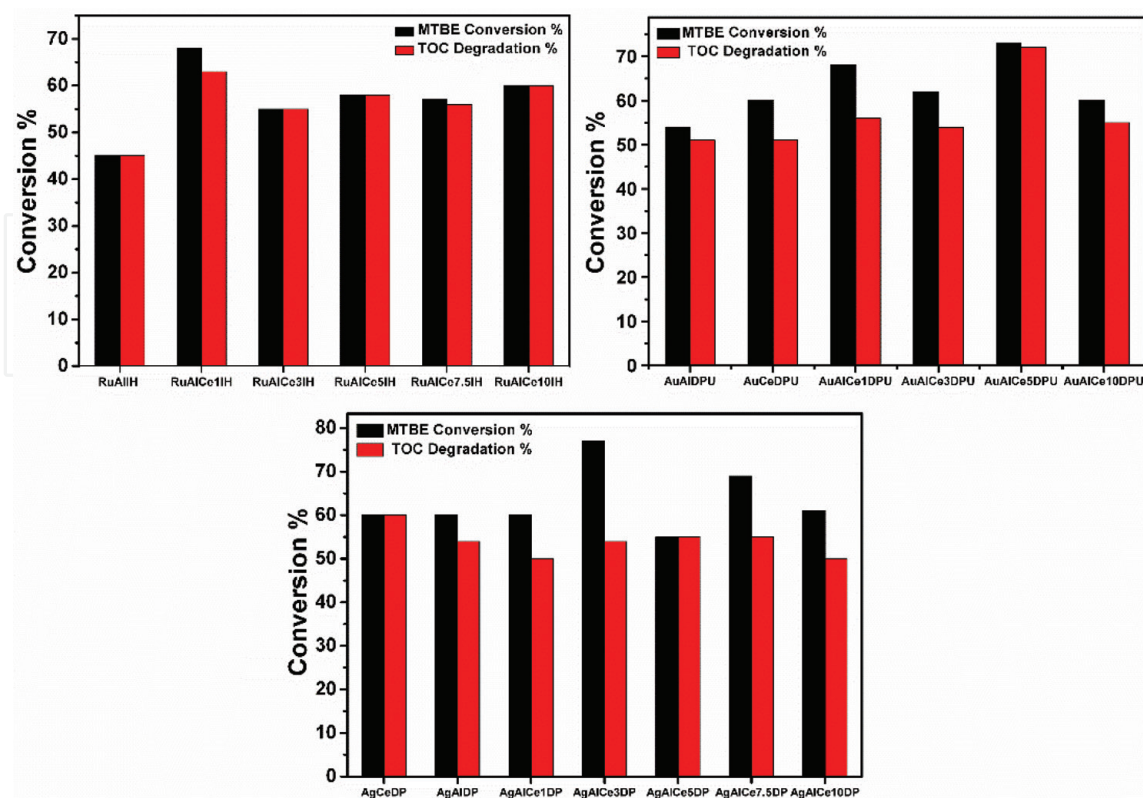 MTBE Conversion %
TOC Degradation %
Conversion %
70
60
50
40
30
20
10
0
RuAlIH
RuAlCe1IH
RuAlCe3IH
RuAlCe5IH
RuAlCe7.5IH
RuAlCe10IH
MTBE Conversion %
TOC Degradation %
Conversion %
70
60
50
40
30
20
10
0
AuAlDPU
AuCeDPU
AuAlCe1DPU
AuAlCe3DPU
AuAlCe5DPU
AuAlCe10DPU
MTBE Conversion %
TOC Degradation %
Conversion %
80
70
60
50
40
30
20
10
0
AgCeDP
AgAlDP
AgAlCe1DP
AgAlCe3DP
AgAlCe5DP
AgAlCe7.5DP
AgAlCe10DP